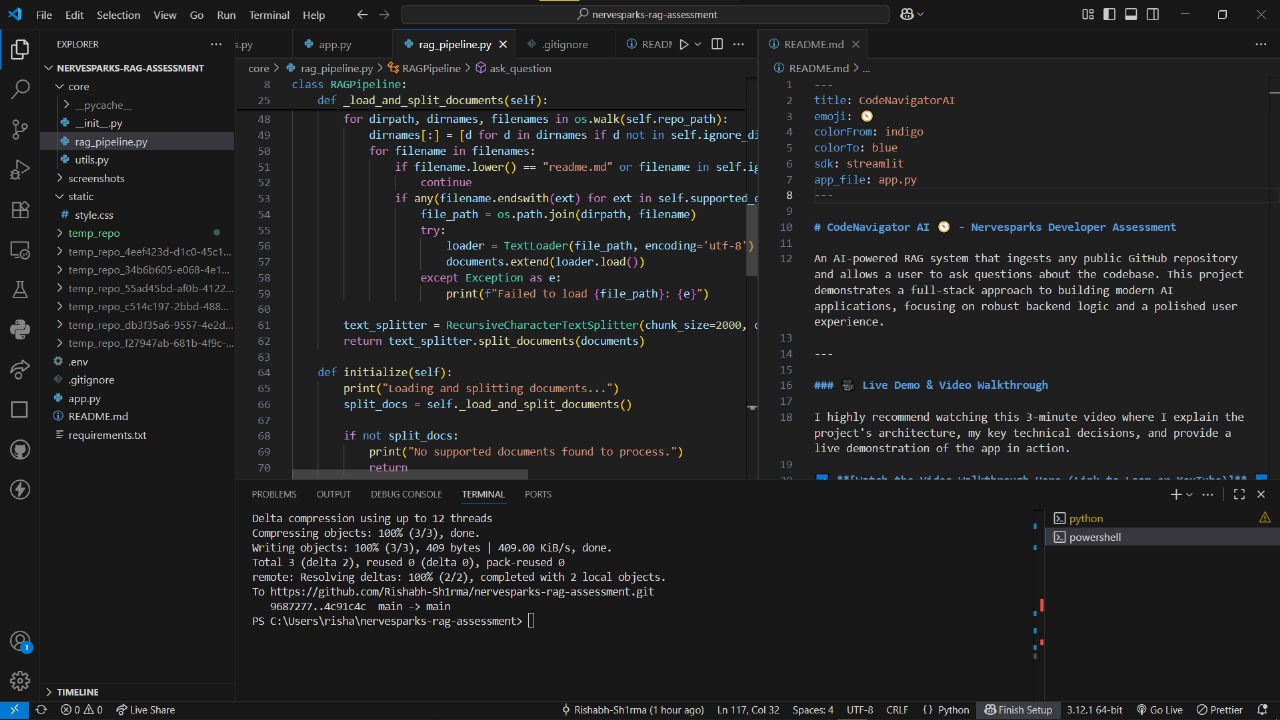 File Edit Selection View Go Run Terminal Help
nervesparks-rag-assessment
EXPLORER
NERVESPARKS-RAG-ASSESSMENT
core
__pycache__
__init__.py
rag_pipeline.py
utils.py
screenshots
static
# style.css
temp_repo
temp_repo_4eef423d-d1c0-45c1...
temp_repo_34b6b605-e068-4e1...
temp_repo_55ad45bd-af0b-4122...
temp_repo_c514c197-2bbd-488...
temp_repo_db3f35a6-9557-4e2d...
temp_repo_f27947ab-681b-4f9c-...
.env
.gitignore
app.py
README.md
requirements.txt
TIMELINE
s.py app.py rag_pipeline.py .gitignore READM
core > rag_pipeline.py > RAGPipeline > ask_question
8 class RAGPipeline:
25 def _load_and_split_documents(self):
48 for dirpath, dirnames, filenames in os.walk(self.repo_path):
49 dirnames[:] = [d for d in dirnames if d not in self.ignore_di
50 for filename in filenames:
51 if filename.lower() == "readme.md" or filename in self.ig
52 continue
53 if any(filename.endswith(ext) for ext in self.supported_e
54 file_path = os.path.join(dirpath, filename)
55 try:
56 loader = TextLoader(file_path, encoding='utf-8')
57 documents.extend(loader.load())
58 except Exception as e:
59 print(f"Failed to load {file_path}: {e}")
60
61 text_splitter = RecursiveCharacterTextSplitter(chunk_size=2000, c
62 return text_splitter.split_documents(documents)
63
64 def initialize(self):
65 print("Loading and splitting documents...")
66 split_docs = self._load_and_split_documents()
67
68 if not split_docs:
69 print("No supported documents found to process.")
70 return
README.md
README.md > ...
1 ---
2 title: CodeNavigatorAI
3 emoji: 🧭
4 colorFrom: indigo
5 colorTo: blue
6 sdk: streamlit
7 app_file: app.py
8 ---
9
10 # CodeNavigator AI 🧭 - Nervesparks Developer Assessment
11
12 An AI-powered RAG system that ingests any public GitHub repository
and allows a user to ask questions about the codebase. This project
demonstrates a full-stack approach to building modern AI
applications, focusing on robust backend logic and a polished user
experience.
13
14 ---
15
16 ### 🎥 Live Demo & Video Walkthrough
17
18 I highly recommend watching this 3-minute video where I explain the
project's architecture, my key technical decisions, and provide a
live demonstration of the app in action.
19
20 **[Watch the Video Walkthrough Here (Link to Loom or YouTube)]**
PROBLEMS OUTPUT DEBUG CONSOLE TERMINAL PORTS
Delta compression using up to 12 threads
Compressing objects: 100% (3/3), done.
Writing objects: 100% (3/3), 409 bytes | 409.00 KiB/s, done.
Total 3 (delta 2), reused 0 (delta 0), pack-reused 0
remote: Resolving deltas: 100% (2/2), completed with 2 local objects.
To https://github.com/Rishabh-Sh1rma/nervesparks-rag-assessment.git
9687277..4c91c4c main -> main
PS C:\Users\risha\nervesparks-rag-assessment>
python
powershell
1
0 0 Live Share Rishabh-Sh1rma (1 hour ago) Ln 117, Col 32 Spaces: 4 UTF-8 CRLF {} Python Finish Setup 3.12.1 64-bit Go Live Prettier